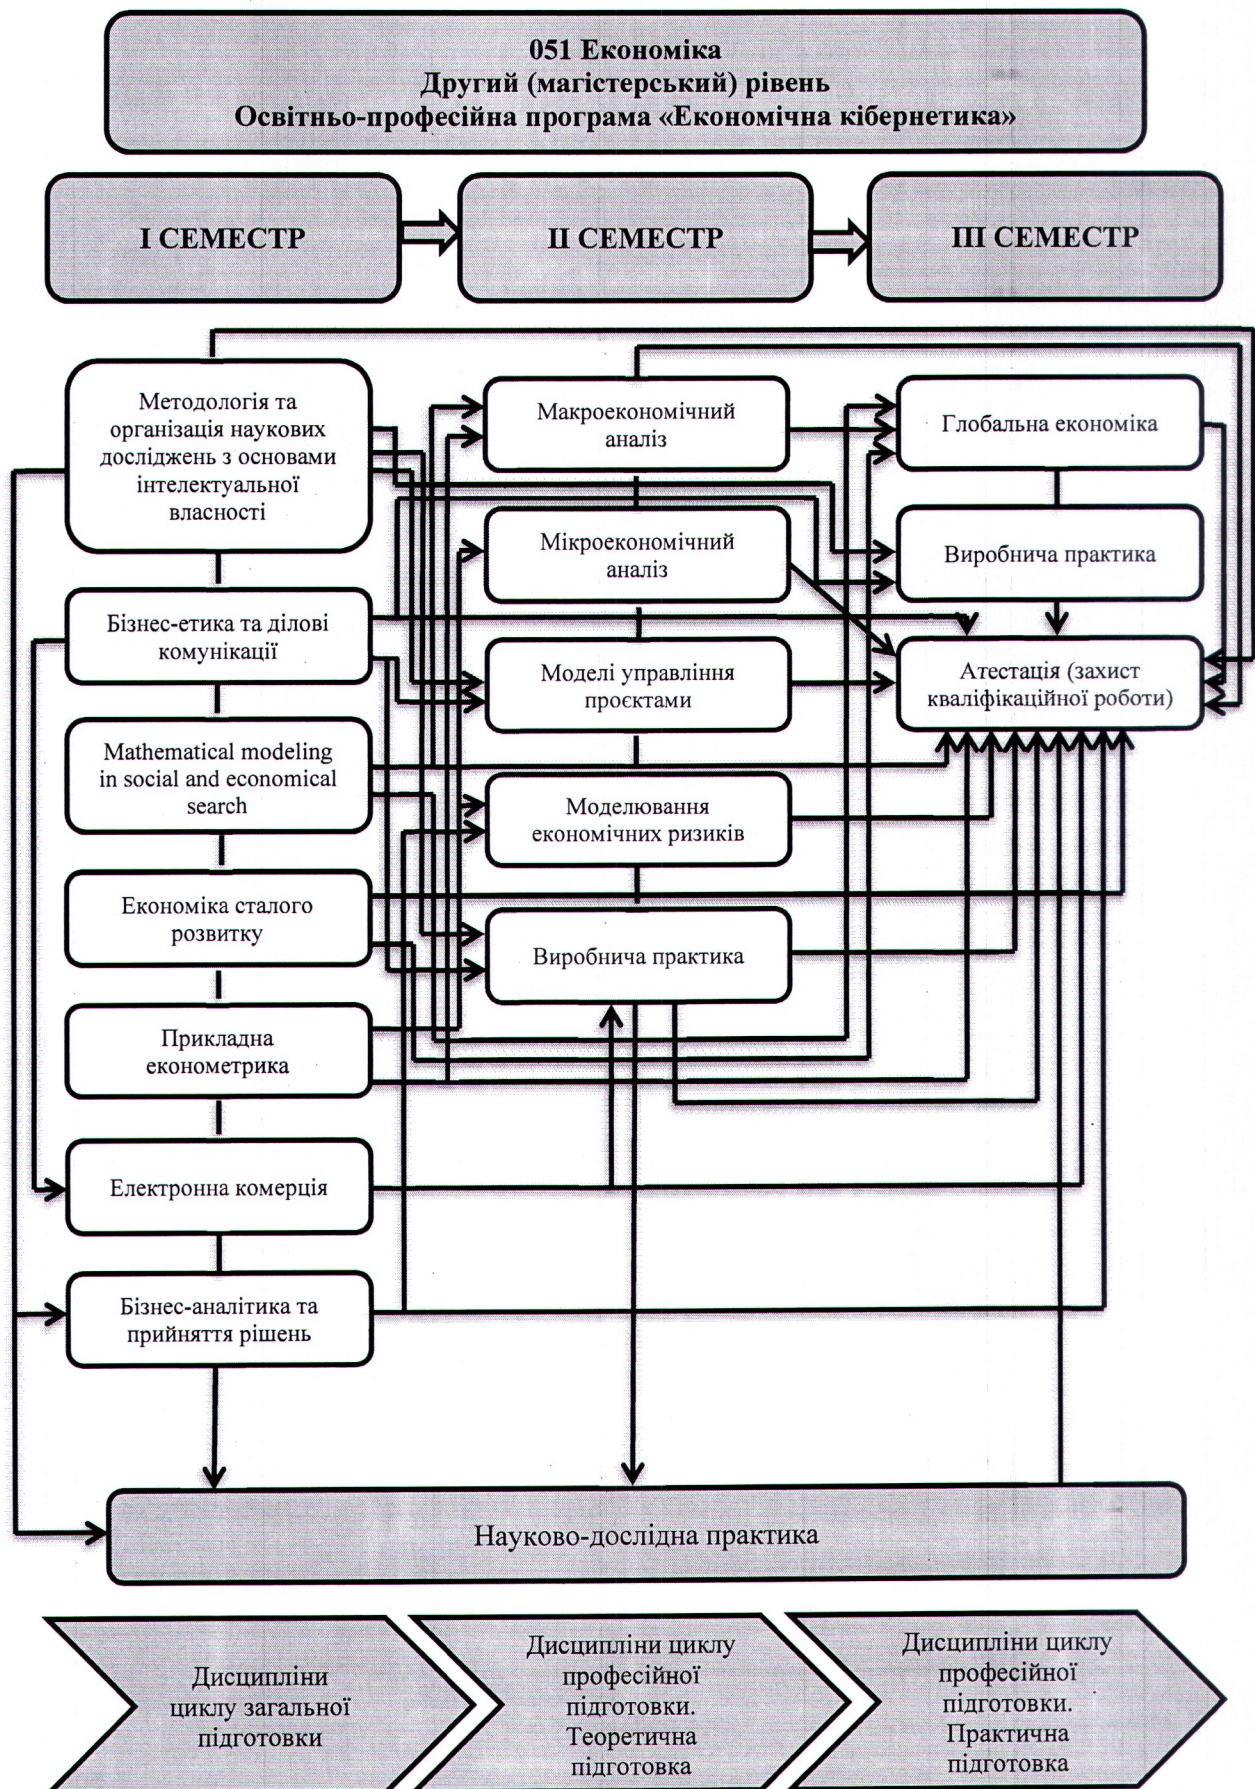 051 Економіка
Другий (магістерський) рівень
Освітньо-професійна програма «Економічна кібернетика»
І СЕМЕСТР
ІІ СЕМЕСТР
ІІІ СЕМЕСТР
Методологія та
організація наукових
досліджень з основами
інтелектуальної
власності
Бізнес-етика та ділові
комунікації
Mathematical modeling
in social and economical
search
Економіка сталого
розвитку
Прикладна
економетрика
Електронна комерція
Бізнес-аналітика та
прийняття рішень
Макроекономічний
аналіз
Мікроекономічний
аналіз
Моделі управління
проєктами
Моделювання
економічних ризиків
Виробнича практика
Глобальна економіка
Виробнича практика
Атестація (захист
кваліфікаційної роботи)
Науково-дослідна практика
Дисципліни
циклу загальної
підготовки
Дисципліни циклу
професійної
підготовки.
Теоретична
підготовка
Дисципліни циклу
професійної
підготовки.
Практична
підготовка